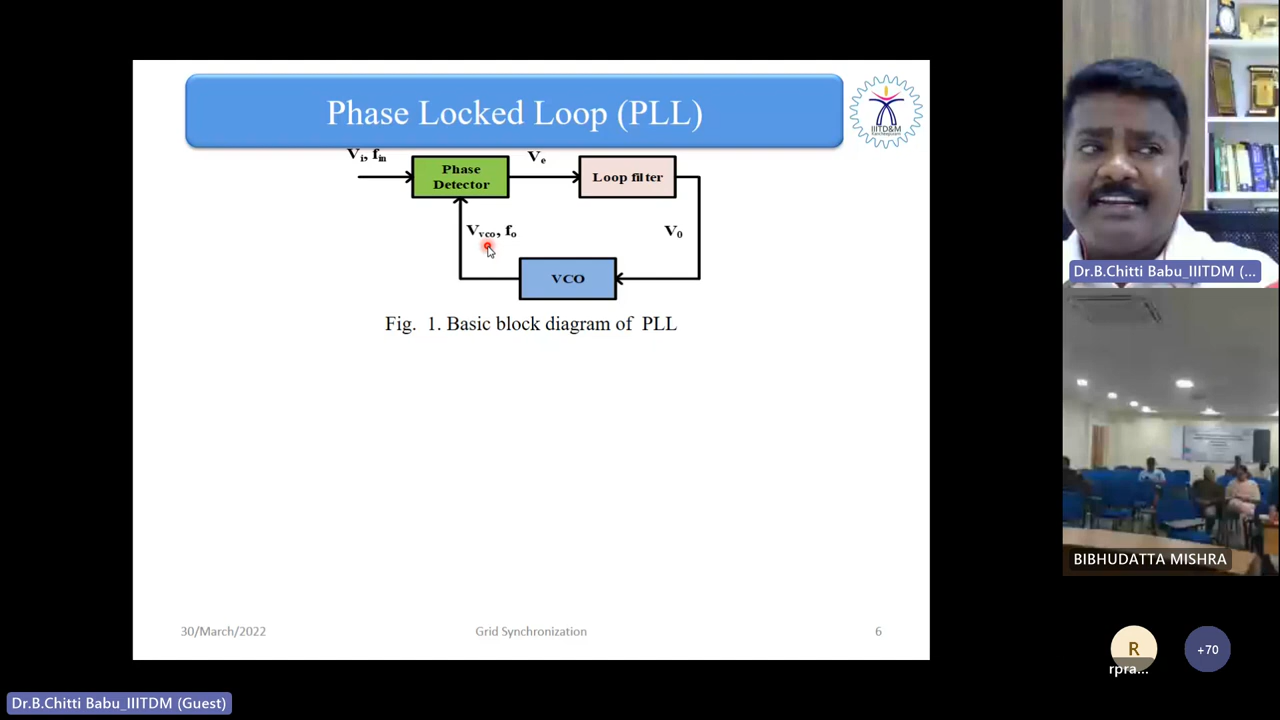 Phase Locked Loop (PLL)
IIITD&M
Kancheepuram
Vi, fin
Phase
Detector
Ve
Loop filter
Vvco, fo
V0
VCO
Fig. 1. Basic block diagram of PLL
30/March/2022
Grid Synchronization
6
Dr.B.Chitti Babu_IIITDM (...
BIBHUDATTA MISHRA
R
rpra...
+70
Dr.B.Chitti Babu_IIITDM (Guest)